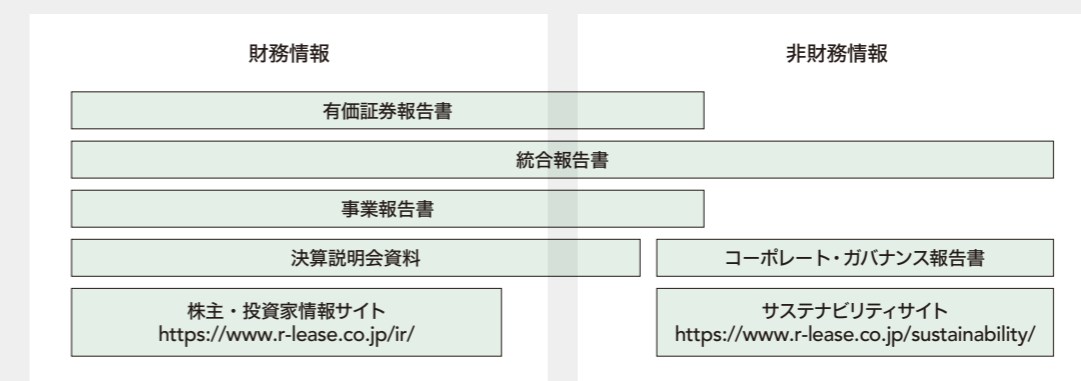 財務情報
非財務情報
有価証券報告書
統合報告書
事業報告書
決算説明会資料
コーポレート・ガバナンス報告書
株主・投資家情報サイト
https://www.r-lease.co.jp/ir/
サステナビリティサイト
https://www.r-lease.co.jp/sustainability/